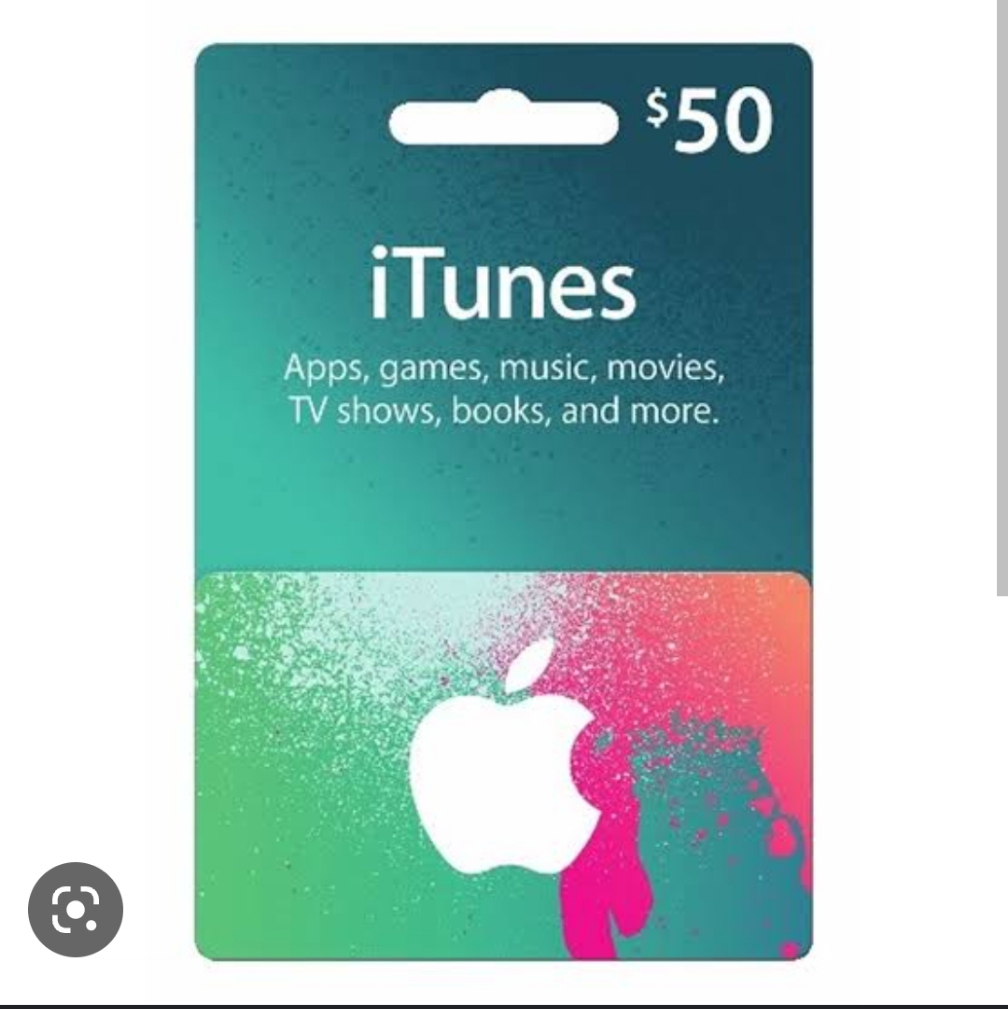 $50
iTunes
Apps, games, music, movies,
TV shows, books, and more.